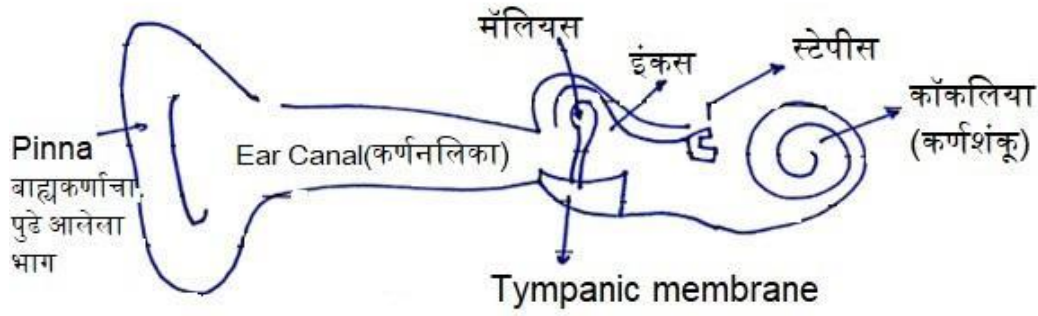 मॅलियस
इंकस
स्टेपीस
कॉकलिया
(कर्णशंकू)
Pinna
बाह्यकर्णाचा
पुढे आलेला
भाग
Ear Canal(कर्णनलिका)
Tympanic membrane